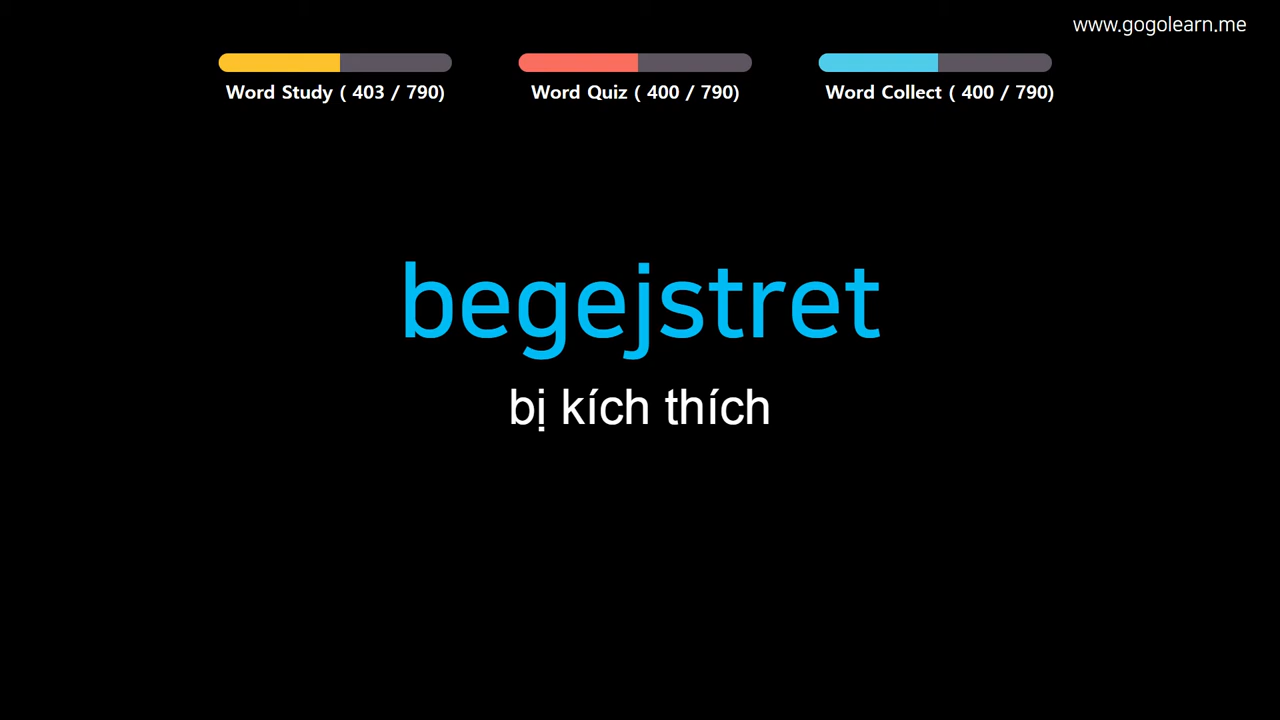 www.gogolearn.me
Word Study ( 403 / 790)
Word Quiz ( 400 / 790)
Word Collect ( 400 / 790)
begejstret
bị kích thích